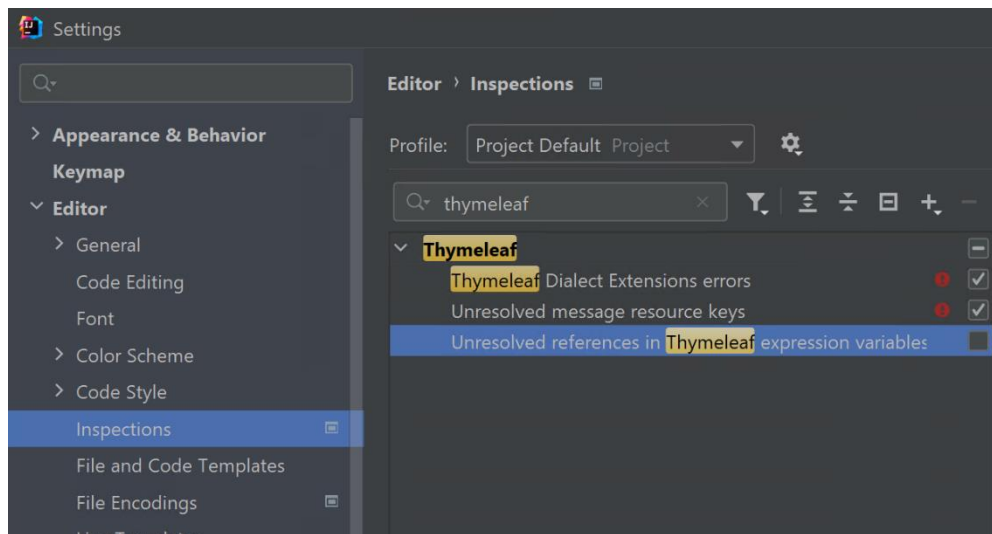 Settings
Editor › Inspections
Appearance & Behavior
Keymap
Editor
General
Code Editing
Font
Color Scheme
Code Style
Inspections
File and Code Templates
File Encodings
Profile: Project Default Project
thymeleaf
Thymeleaf
Thymeleaf Dialect Extensions errors
Unresolved message resource keys
Unresolved references in Thymeleaf expression variables